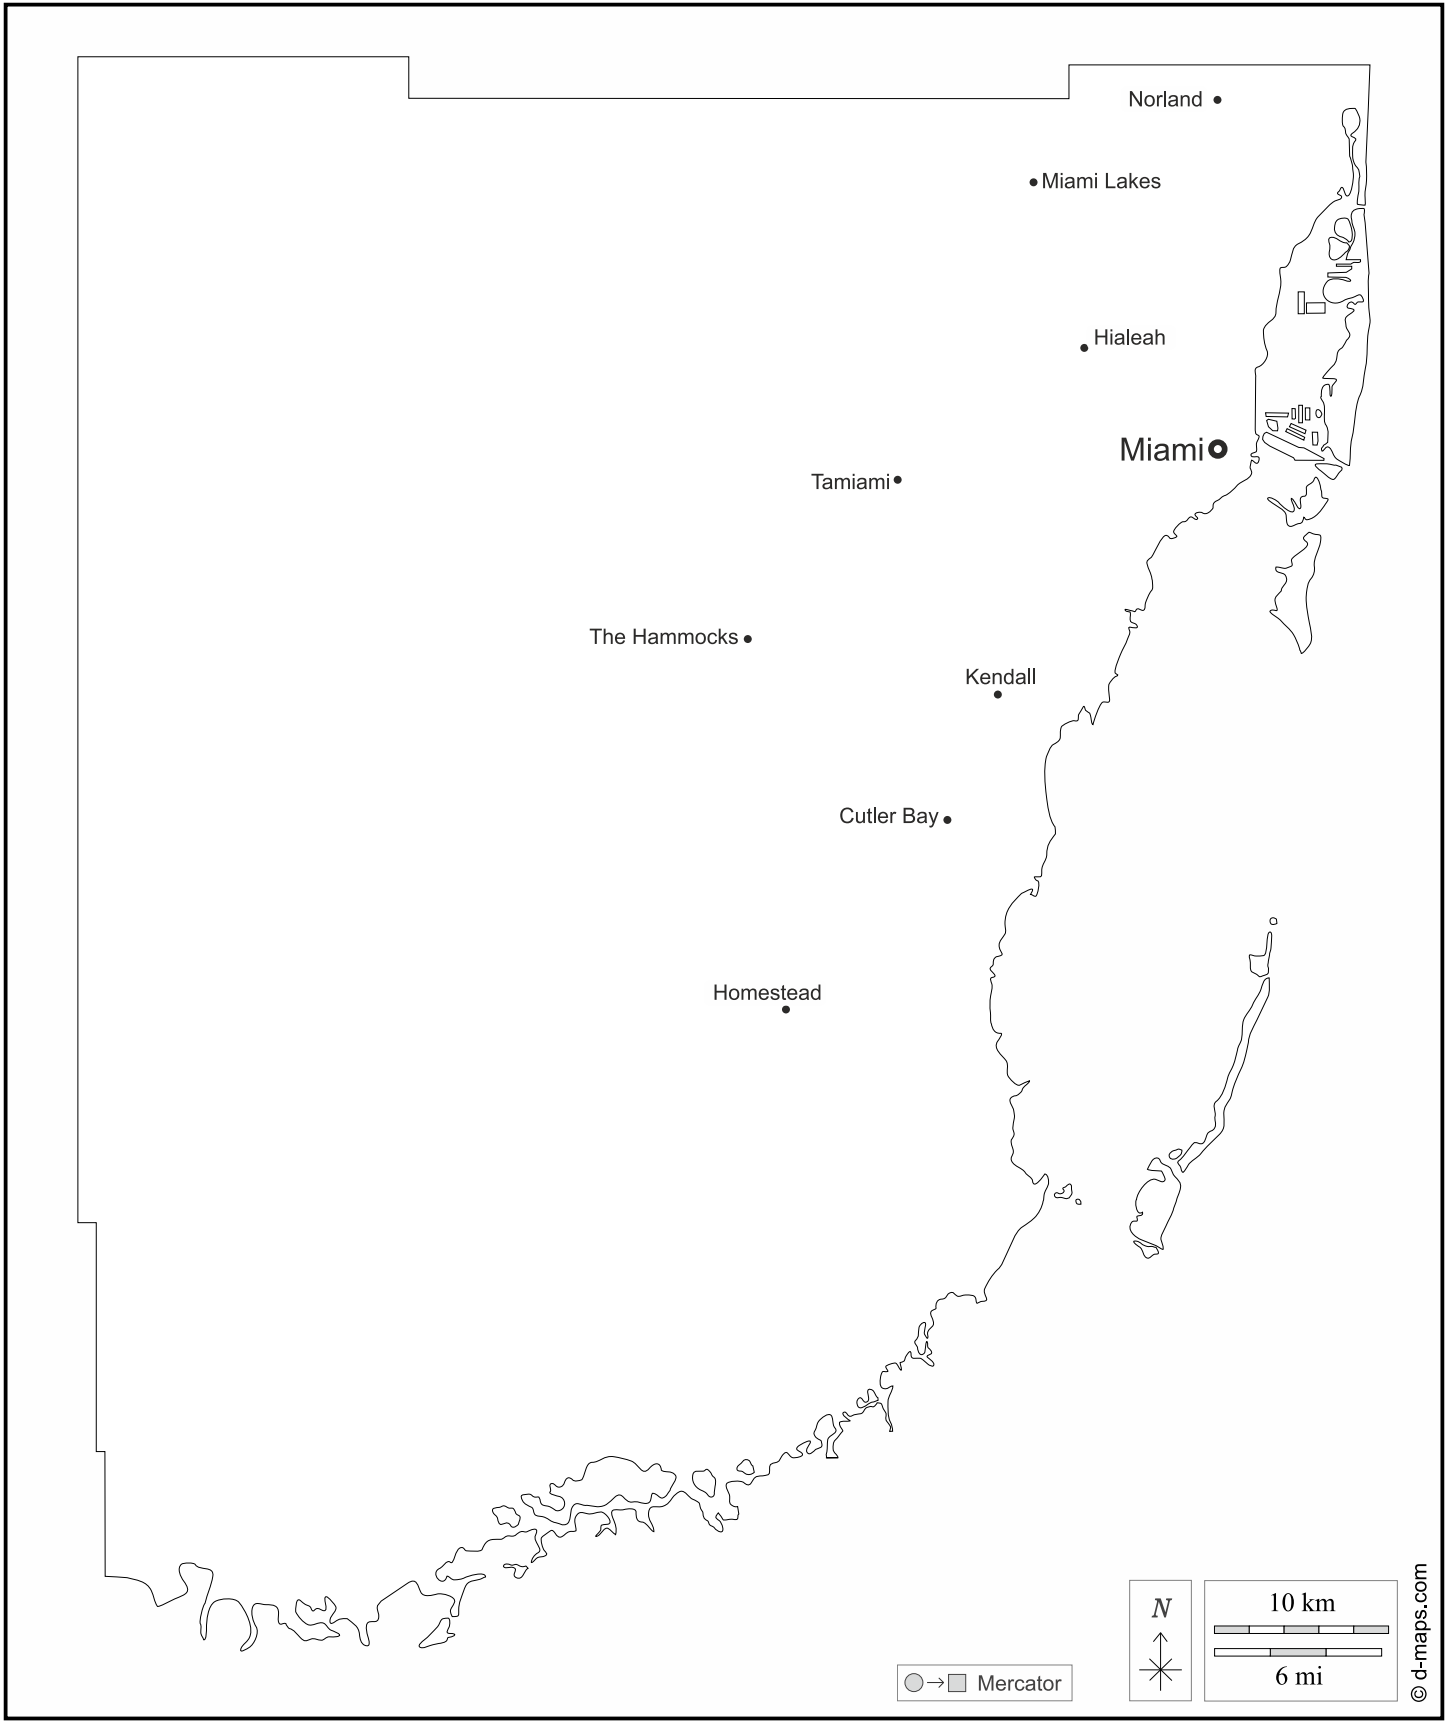 Norland
Miami Lakes
Hialeah
Miami
Tamiami
The Hammocks
Kendall
Cutler Bay
Homestead
N
10 km
6 mi
Mercator
© d-maps.com